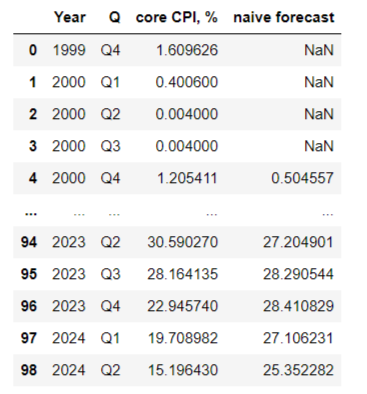 Year Q core CPI, % naive forecast
0 1999 Q4 1.609626 NaN
1 2000 Q1 0.400600 NaN
2 2000 Q2 0.004000 NaN
3 2000 Q3 0.004000 NaN
4 2000 Q4 1.205411 0.504557
... ... ... ... ...
94 2023 Q2 30.590270 27.204901
95 2023 Q3 28.164135 28.290544
96 2023 Q4 22.945740 28.410829
97 2024 Q1 19.708982 27.106231
98 2024 Q2 15.196430 25.352282